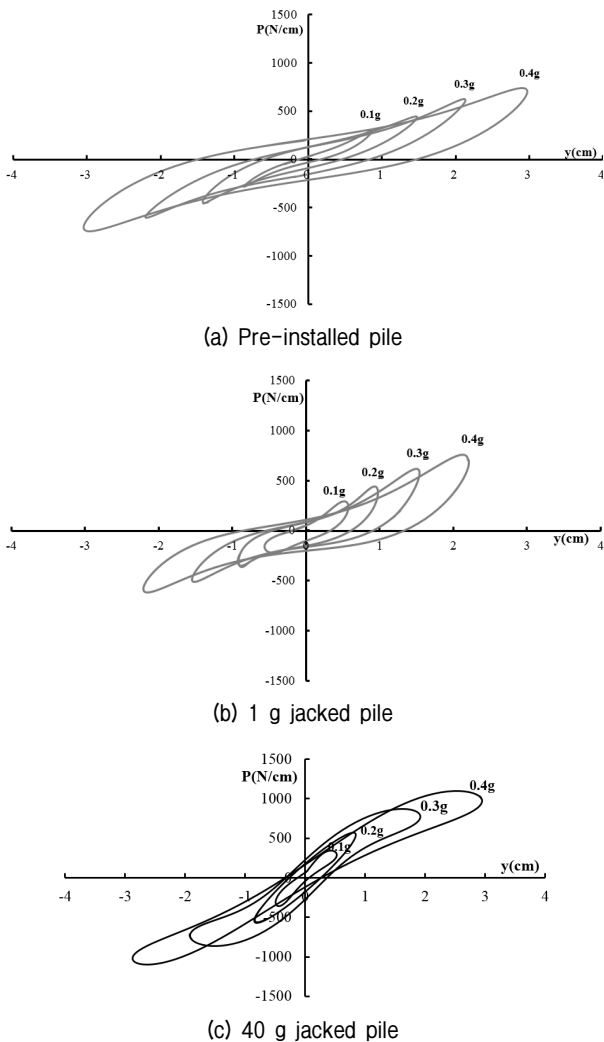 1500
P(N/cm)
1000
0.4g
0.3g
500
0.2g
0.1g
0
y(cm)
-4 -3 -2 -1 0 1 2 3 4
-500
-1000
-1500
(a) Pre-installed pile
1500
P(N/cm)
1000
0.4g
0.3g
0.2g
500
0.1g
0
y(cm)
-4 -3 -2 -1 0 1 2 3 4
-500
-1000
-1500
(b) 1 g jacked pile
1500
P(N/cm)
0.4g
1000
0.3g
0.2g
500
0.1g
0
y(cm)
-4 -3 -2 -1 0 1 2 3 4
-500
-1000
-1500
(c) 40 g jacked pile